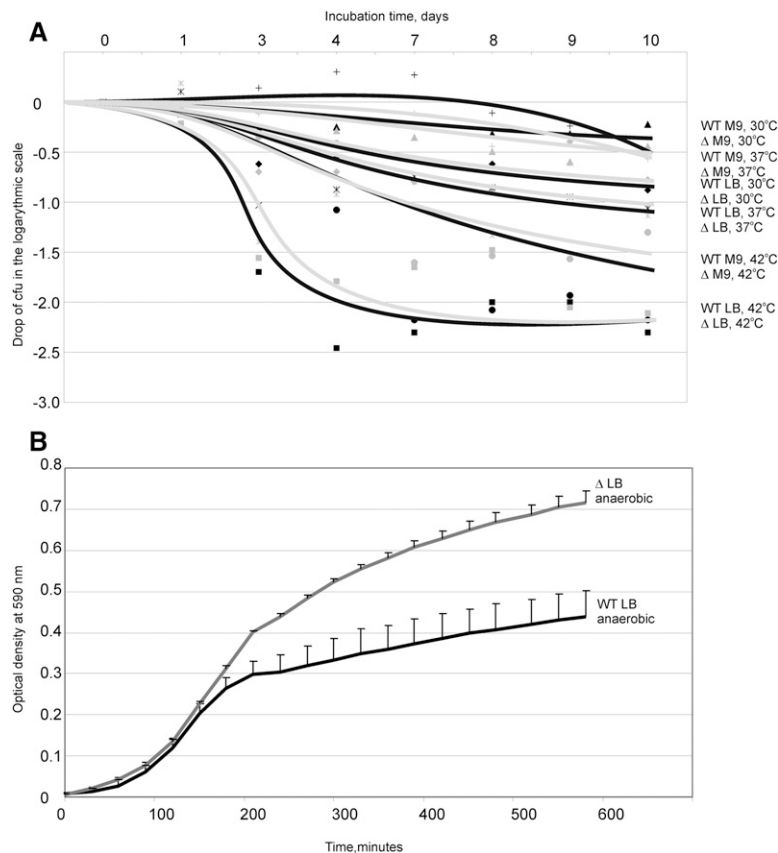 Incubation time, days
A
0 1 3 4 7 8 9 10
Drop of cfu in the logarythmic scale
0
-0.5
-1.0
-1.5
-2.0
-2.5
-3.0
WT M9, 30°C
Δ M9, 30°C
WT M9, 37°C
Δ M9, 37°C
WT LB, 30°C
Δ LB, 30°C
WT LB, 37°C
Δ LB, 37°C
WT M9, 42°C
Δ M9, 42°C
WT LB, 42°C
Δ LB, 42°C
B
Optical density at 590 nm
0.8
0.7
0.6
0.5
0.4
0.3
0.2
0.1
0
Δ LB
anaerobic
WT LB
anaerobic
0 100 200 300 400 500 600
Time,minutes